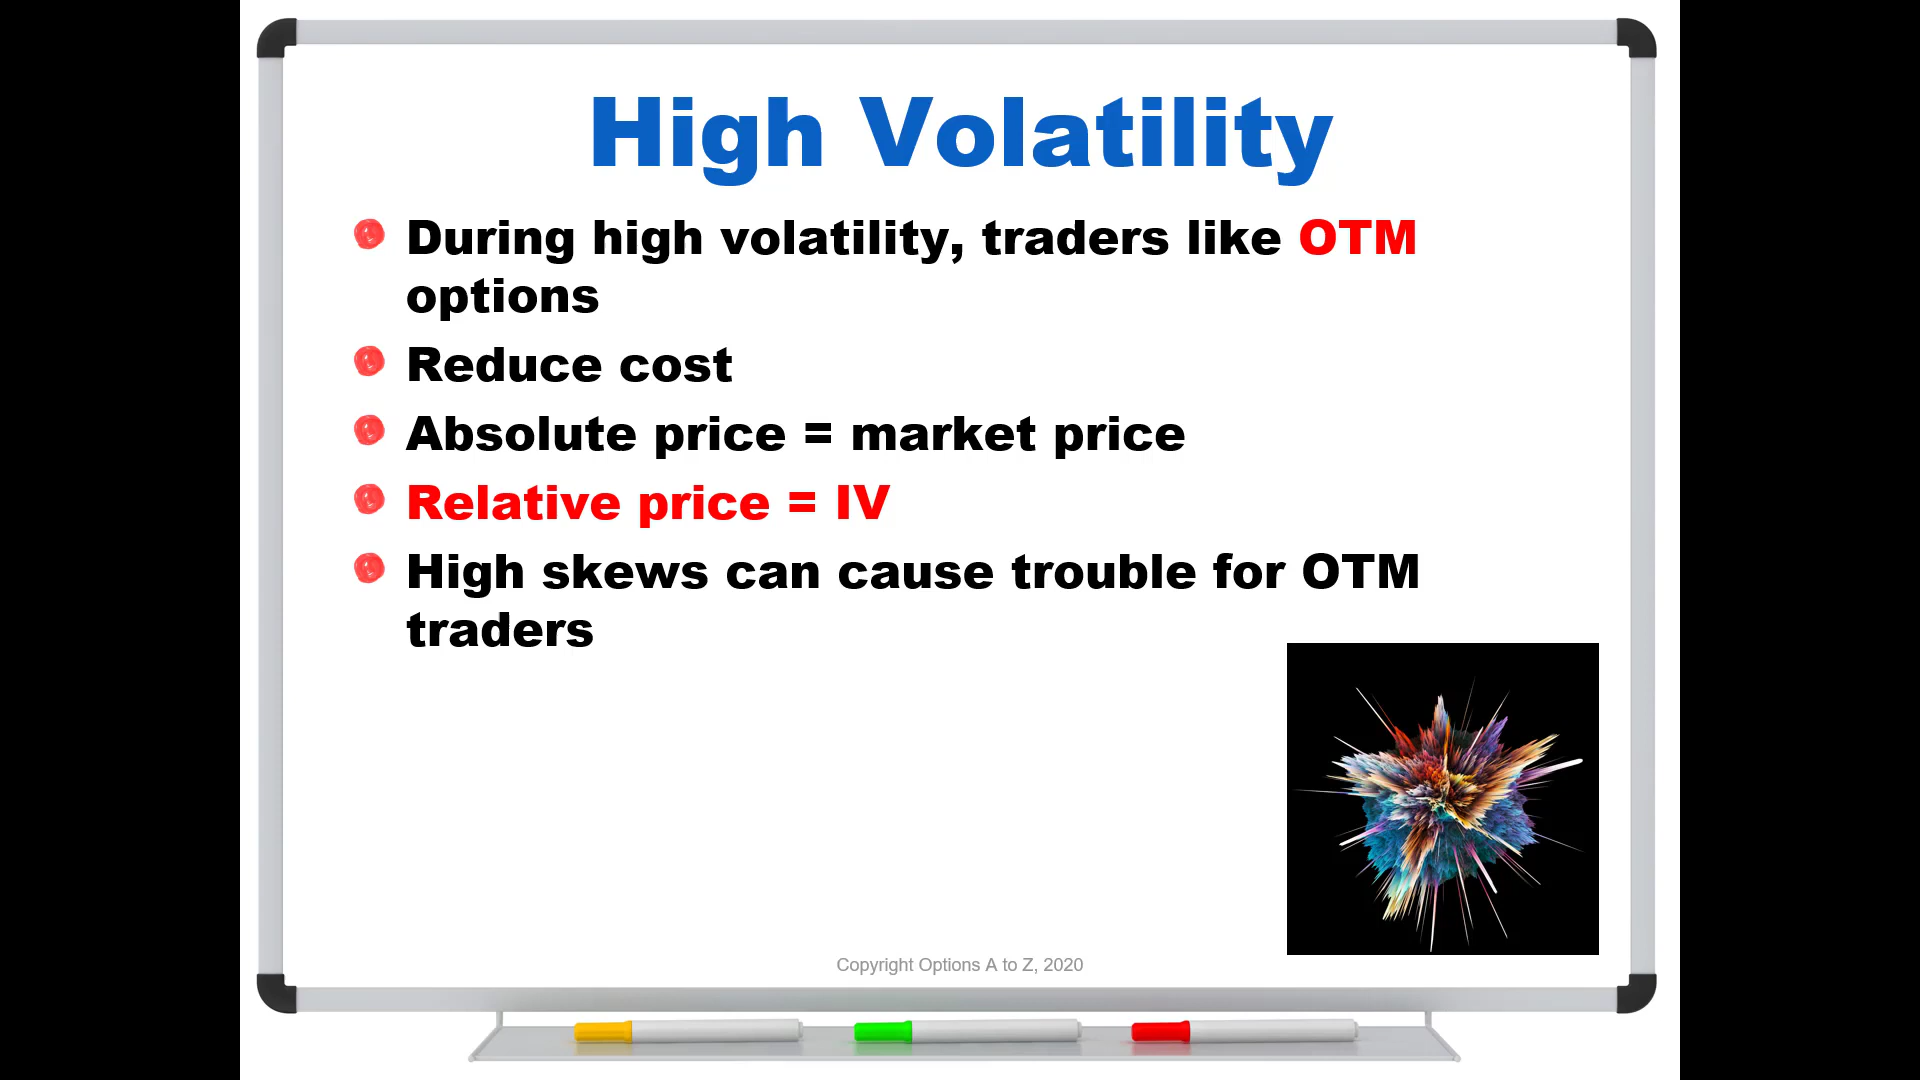 High Volatility
During high volatility, traders like OTM
options
Reduce cost
Absolute price = market price
Relative price = IV
High skews can cause trouble for OTM
traders
Copyright Options A to Z, 2020